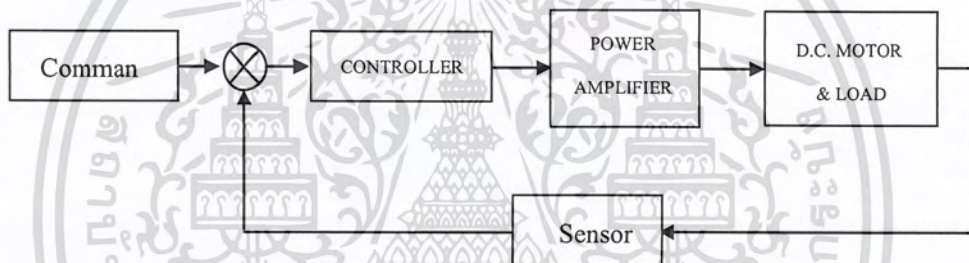 Comman
CONTROLLER
POWER
AMPLIFIER
D.C. MOTOR
& LOAD
Sensor